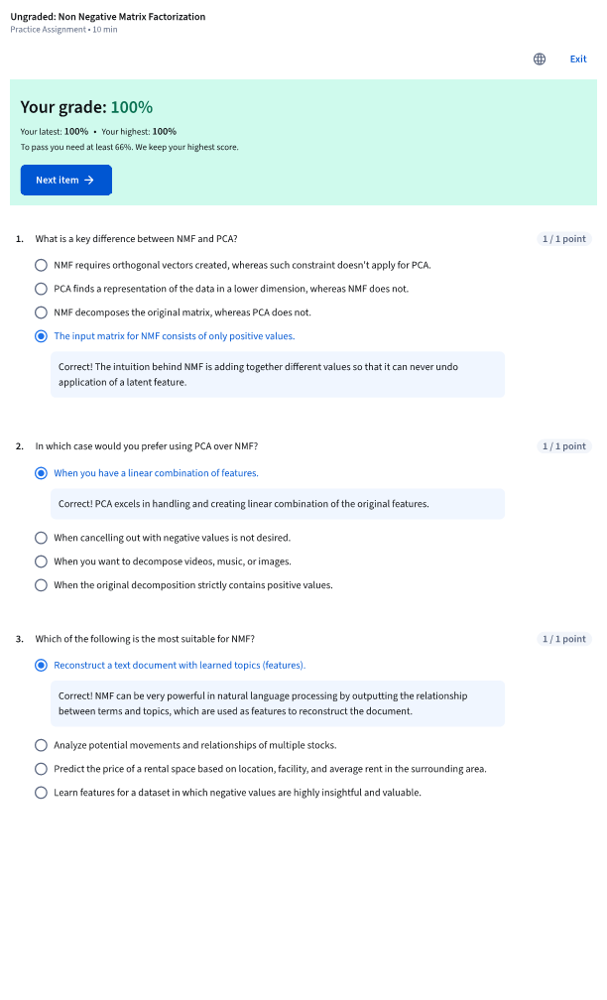 Ungraded: Non Negative Matrix Factorization
Practice Assignment • 10 min
Exit
Your grade: 100%
Your latest: 100% • Your highest: 100%
To pass you need at least 66%. We keep your highest score.
Next item →
1. What is a key difference between NMF and PCA? 1 / 1 point
NMF requires orthogonal vectors created, whereas such constraint doesn't apply for PCA.
PCA finds a representation of the data in a lower dimension, whereas NMF does not.
NMF decomposes the original matrix, whereas PCA does not.
The input matrix for NMF consists of only positive values.
Correct! The intuition behind NMF is adding together different values so that it can never undo
application of a latent feature.
2. In which case would you prefer using PCA over NMF? 1 / 1 point
When you have a linear combination of features.
Correct! PCA excels in handling and creating linear combination of the original features.
When cancelling out with negative values is not desired.
When you want to decompose videos, music, or images.
When the original decomposition strictly contains positive values.
3. Which of the following is the most suitable for NMF? 1 / 1 point
Reconstruct a text document with learned topics (features).
Correct! NMF can be very powerful in natural language processing by outputting the relationship
between terms and topics, which are used as features to reconstruct the document.
Analyze potential movements and relationships of multiple stocks.
Predict the price of a rental space based on location, facility, and average rent in the surrounding area.
Learn features for a dataset in which negative values are highly insightful and valuable.